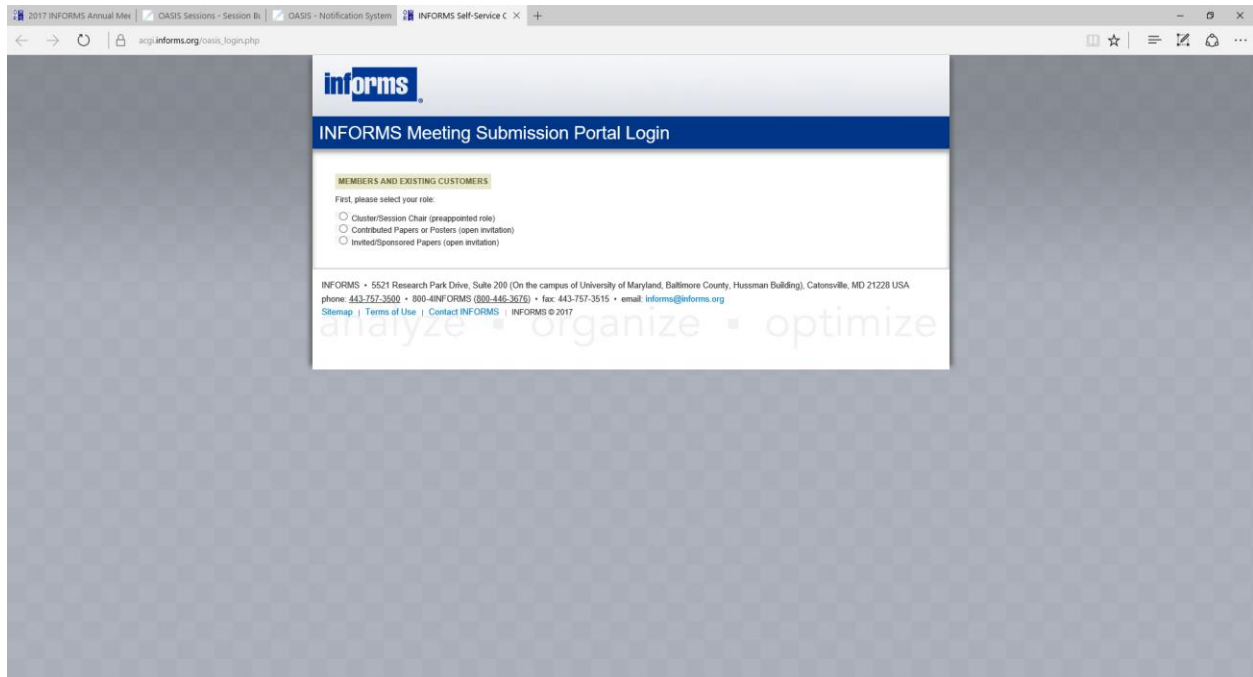 2017 INFORMS Annual Mee
OASIS Sessions - Session Bu
OASIS - Notification System
INFORMS Self-Service C
acgi.informs.org/oasis_login.php
informs
INFORMS Meeting Submission Portal Login
MEMBERS AND EXISTING CUSTOMERS
First, please select your role:
Cluster/Session Chair (preappointed role)
Contributed Papers or Posters (open invitation)
Invited/Sponsored Papers (open invitation)
INFORMS • 5521 Research Park Drive, Suite 200 (On the campus of University of Maryland, Baltimore County, Hussman Building), Catonsville, MD 21228 USA
phone: 443-757-3500 • 800-4INFORMS (800-446-3676) • fax: 443-757-3515 • email: informs@informs.org
Sitemap | Terms of Use | Contact INFORMS | INFORMS © 2017
analyze ▪ organize ▪ optimize